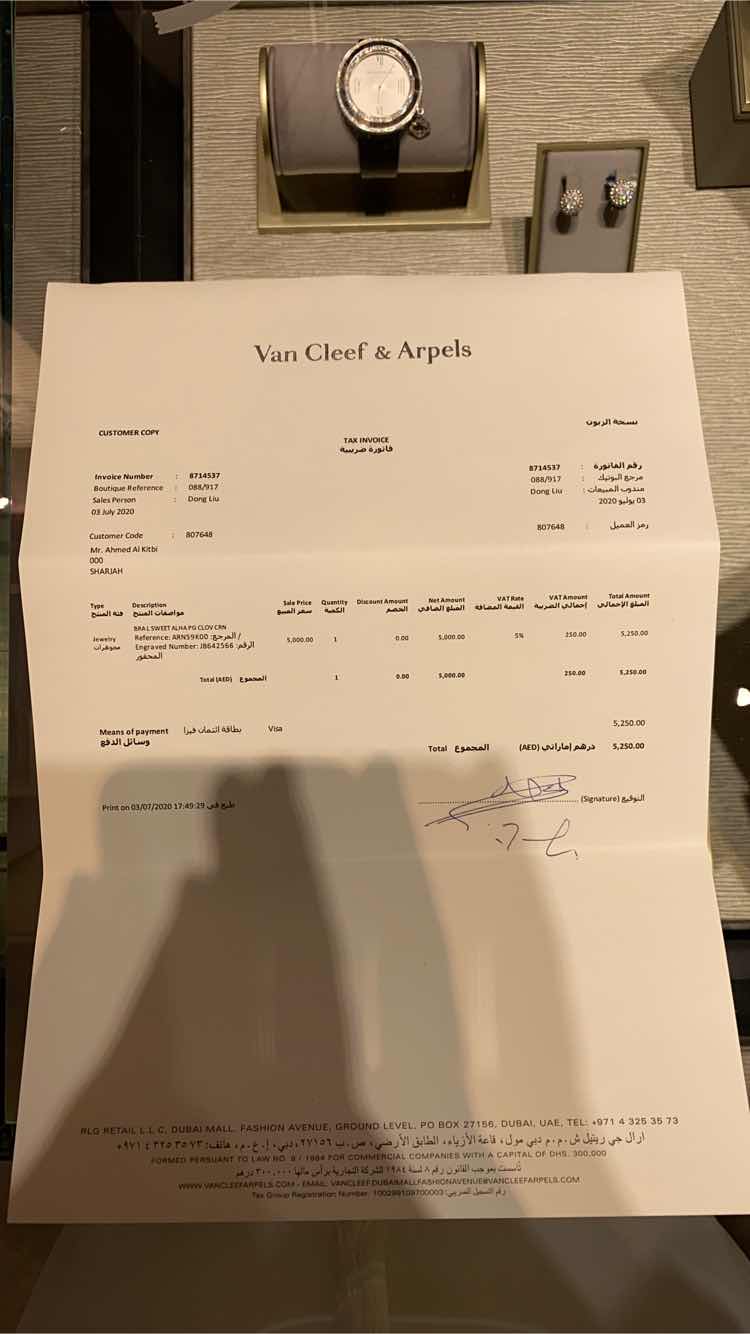 Van Cleef & Arpels
CUSTOMER COPY
نسخة الزبون
TAX INVOICE
فاتورة ضريبية
Invoice Number : 8714537
8714537 : رقم الفاتورة
Boutique Reference : 088/917
088/917 : مرجع البوتيك
Sales Person : Dong Liu
Dong Liu : مندوب المبيعات
03 July 2020
03 يوليو 2020
Customer Code : 807648
807648 : رمز العميل
Mr. Ahmed Al Kitbi
000
SHARJAH
Type Description Sale Price Quantity Discount Amount Net Amount VAT Rate VAT Amount Total Amount
فئة المنتج مواصفات المنتج سعر المبيع الكمية الخصم المبلغ الصافي القيمة المضافة إجمالي الضريبة المبلغ الإجمالي
BRA L SWEET ALHA PG CLOV CRN
Jewelry Reference: ARN59K00 :المرجع / 5,000.00 1 0.00 5,000.00 5% 250.00 5,250.00
مجوهرات Engraved Number: JB642566 :الرقم
المحفور
Total (AED) المجموع 1 0.00 5,000.00 250.00 5,250.00
Means of payment بطاقة ائتمان فيزا Visa 5,250.00
وسائل الدفع
Total المجموع (AED) درهم إماراتي 5,250.00
(Signature) التوقيع
Print on 03/07/2020 17:49:29 طبع في
RLG RETAIL L.L.C, DUBAI MALL, FASHION AVENUE, GROUND LEVEL, PO BOX 27156, DUBAI, UAE, TEL: +971 4 325 35 73
ارال جي ريتيل ش.م.م دبي مول، قاعة الأزياء، الطابق الأرضي، ص.ب ٢٧١٥٦، دبي، إ.ع.م، هاتف: ٧٣ ٣٥ ٣٢٥ ٤ ٩٧١+
FORMED PERSUANT TO LAW NO. 8 / 1984 FOR COMMERCIAL COMPANIES WITH A CAPITAL OF DHS. 300,000
تأسست بموجب القانون رقم ٨ لسنة ١٩٨٤ للشركة التجارية برأس مالها ٣٠٠,٠٠٠ درهم
WWW.VANCLEEFARPELS.COM - EMAIL: VANCLEEF.DUBAIMALLFASHIONAVENUE@VANCLEEFARPELS.COM
Tax Group Registration Number: 100299109700003 :رقم التسجيل الضريبي